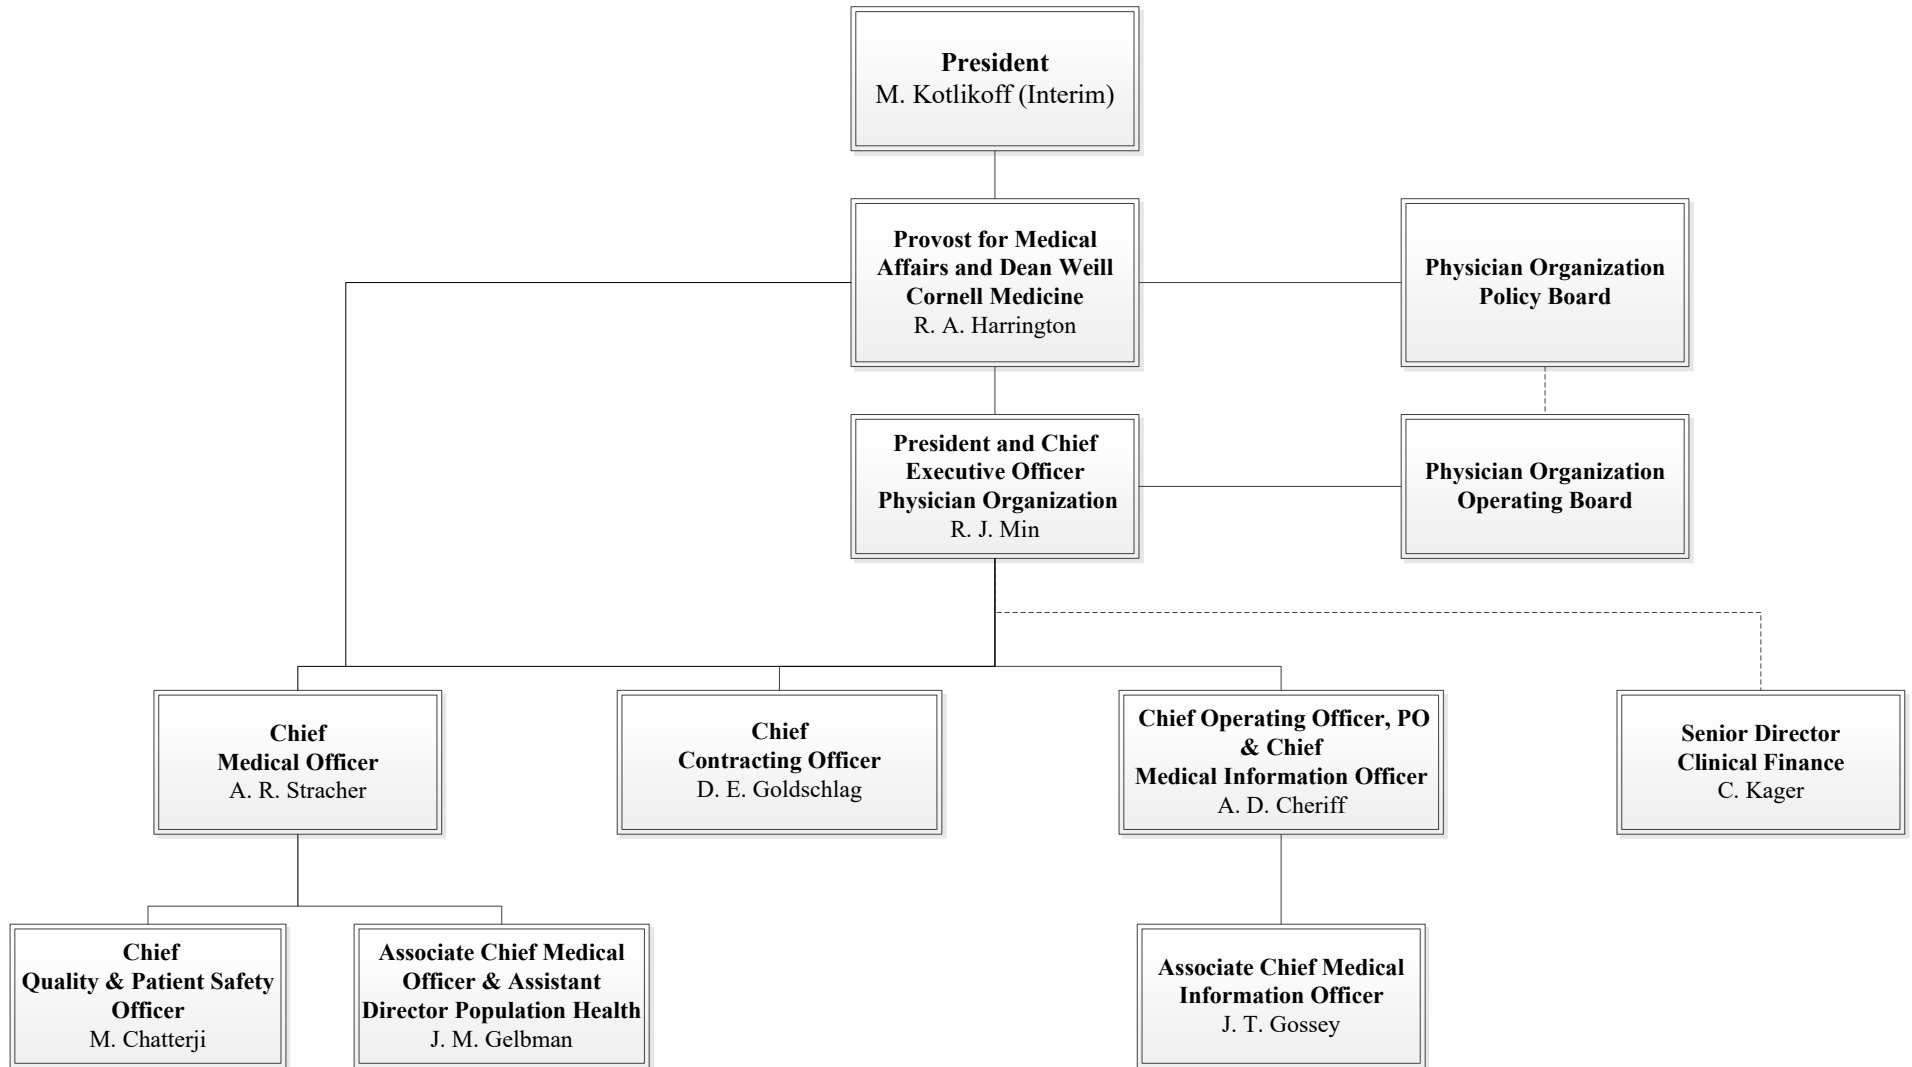 President
M. Kotlikoff (Interim)
Provost for Medical
Affairs and Dean Weill
Cornell Medicine
R. A. Harrington
Physician Organization
Policy Board
President and Chief
Executive Officer
Physician Organization
R. J. Min
Physician Organization
Operating Board
Chief
Medical Officer
A. R. Stracher
Chief
Contracting Officer
D. E. Goldschlag
Chief Operating Officer, PO
& Chief
Medical Information Officer
A. D. Cheriff
Senior Director
Clinical Finance
C. Kager
Chief
Quality & Patient Safety
Officer
M. Chatterji
Associate Chief Medical
Officer & Assistant
Director Population Health
J. M. Gelbman
Associate Chief Medical
Information Officer
J. T. Gossey